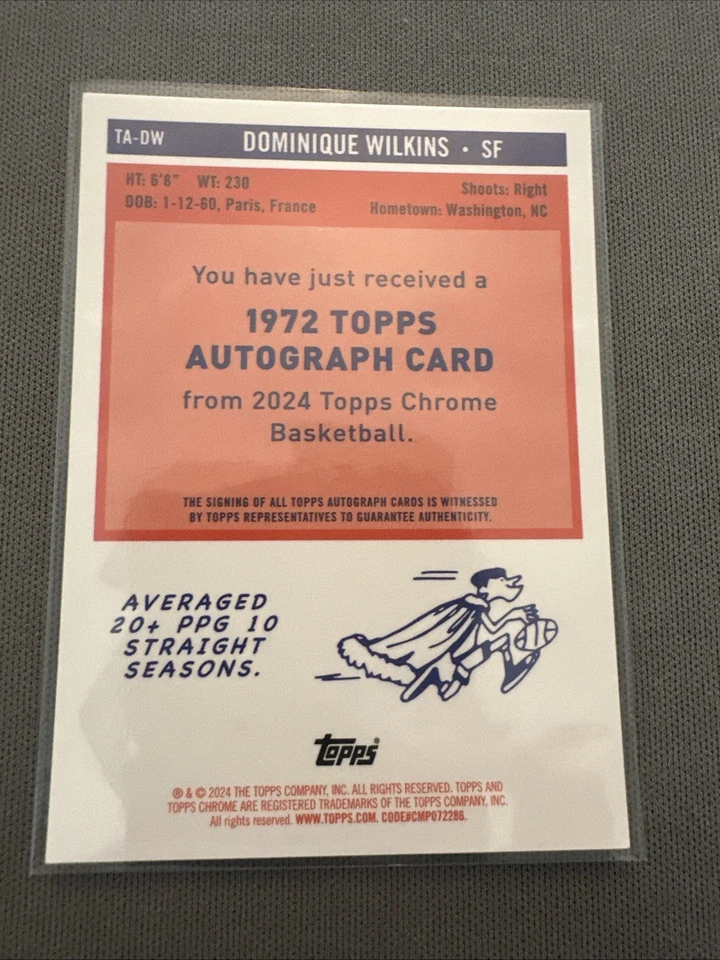 TA-DW
DOMINIQUE WILKINS • SF
HT: 6'8" WT: 230
Shoots: Right
DOB: 1-12-60, Paris, France
Hometown: Washington, NC
You have just received a
1972 TOPPS
AUTOGRAPH CARD
from 2024 Topps Chrome
Basketball.
THE SIGNING OF ALL TOPPS AUTOGRAPH CARDS IS WITNESSED
BY TOPPS REPRESENTATIVES TO GUARANTEE AUTHENTICITY.
AVERAGED
20+ PPG 10
STRAIGHT
SEASONS.
Topps®
® & © 2024 THE TOPPS COMPANY, INC. ALL RIGHTS RESERVED. TOPPS AND
TOPPS CHROME ARE REGISTERED TRADEMARKS OF THE TOPPS COMPANY, INC.
All rights reserved. WWW.TOPPS.COM. CODE#CMP072286.